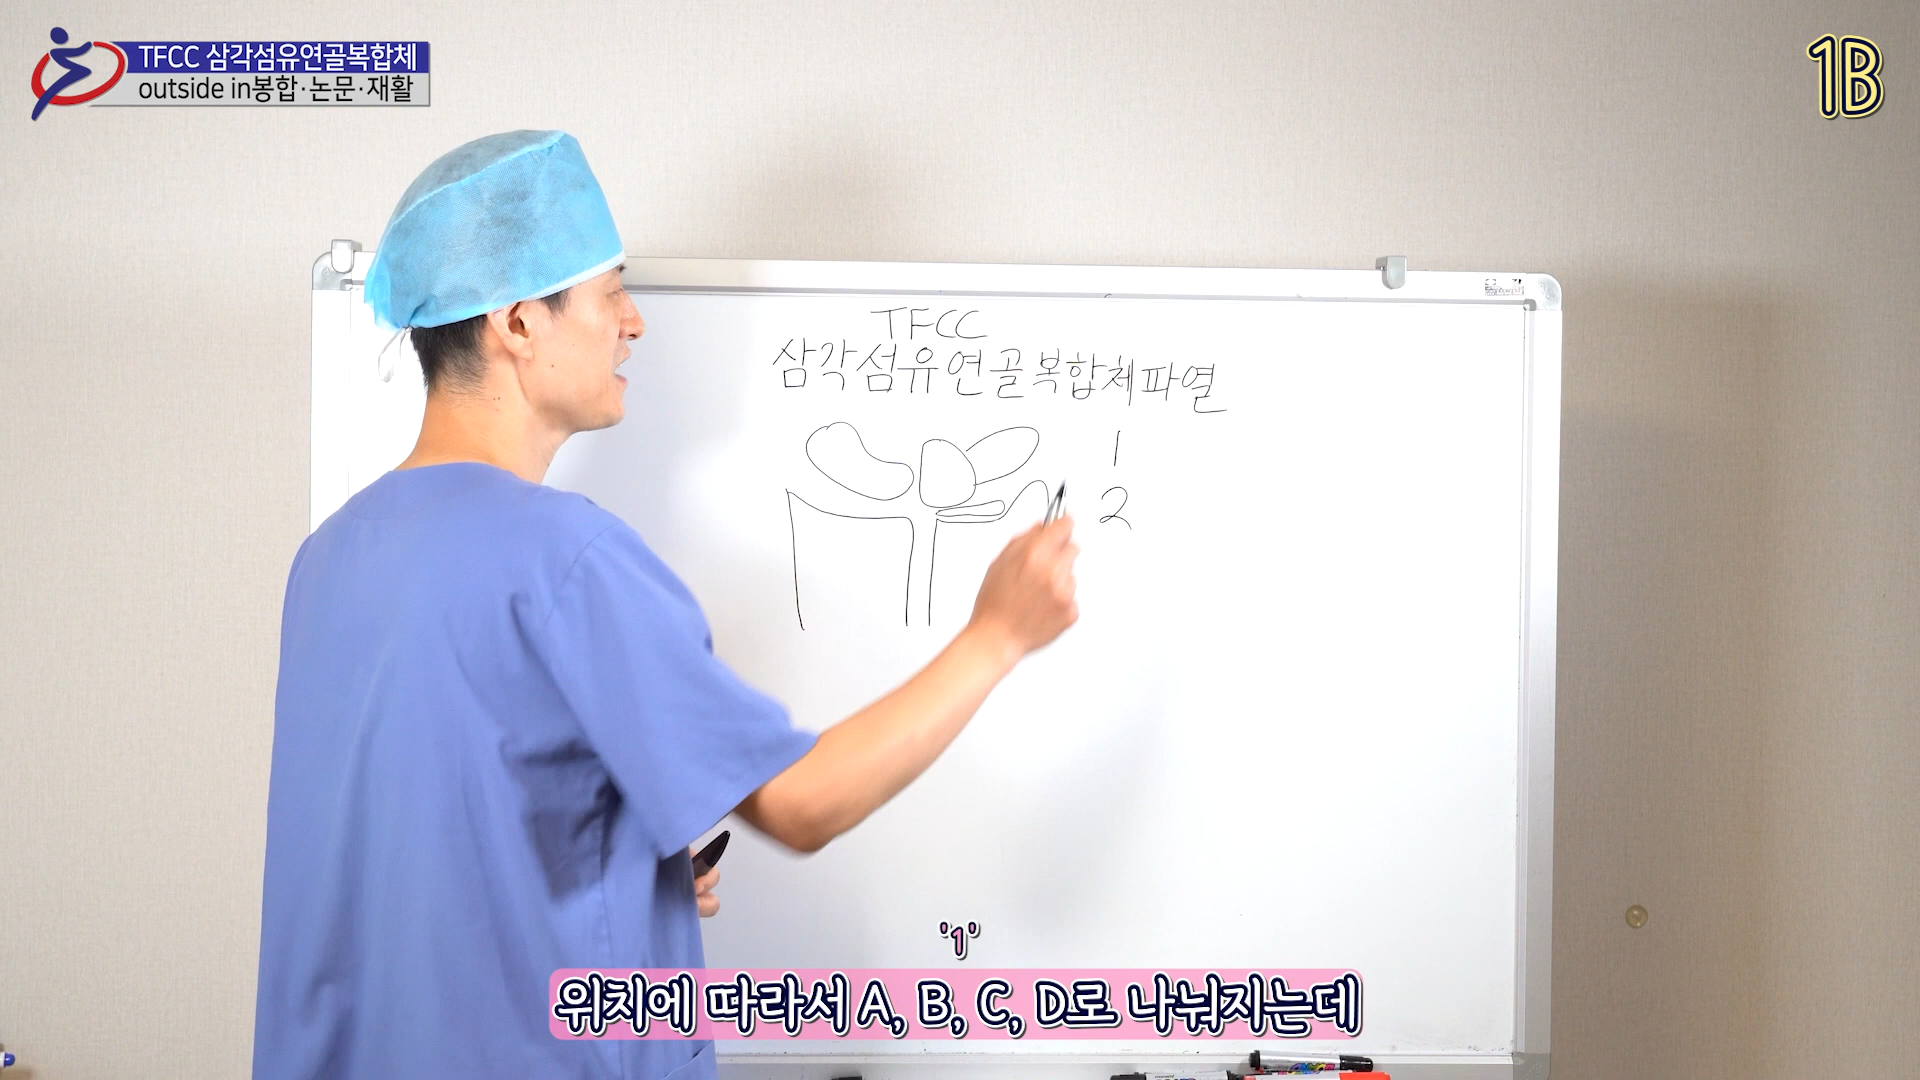 TFCC 삼각섬유연골복합체
outside in봉합·논문·재활
1B
TFCC
삼각섬유연골복합체파열
1
2
'1'
위치에 따라서 A, B, C, D로 나눠지는데